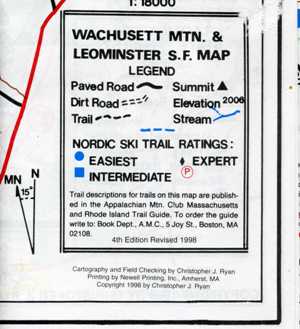 1: 18000
WACHUSETT MTN. &
LEOMINSTER S.F. MAP
LEGEND
Paved Road Summit
Dirt Road Elevation 2006
Trail Stream
NORDIC SKI TRAIL RATINGS:
EASIEST EXPERT
INTERMEDIATE P
MN N
15°
Trail descriptions for trails on this map are publish-
ed in the Appalachian Mtn. Club Massachusetts
and Rhode Island Trail Guide. To order the guide
write to: Book Dept., A.M.C., 5 Joy St., Boston, MA
02108.
4th Edition Revised 1998
Cartography and Field Checking by Christopher J. Ryan
Printing by Newell Printing, Inc., Amherst, MA
Copyright 1998 by Christopher J. Ryan